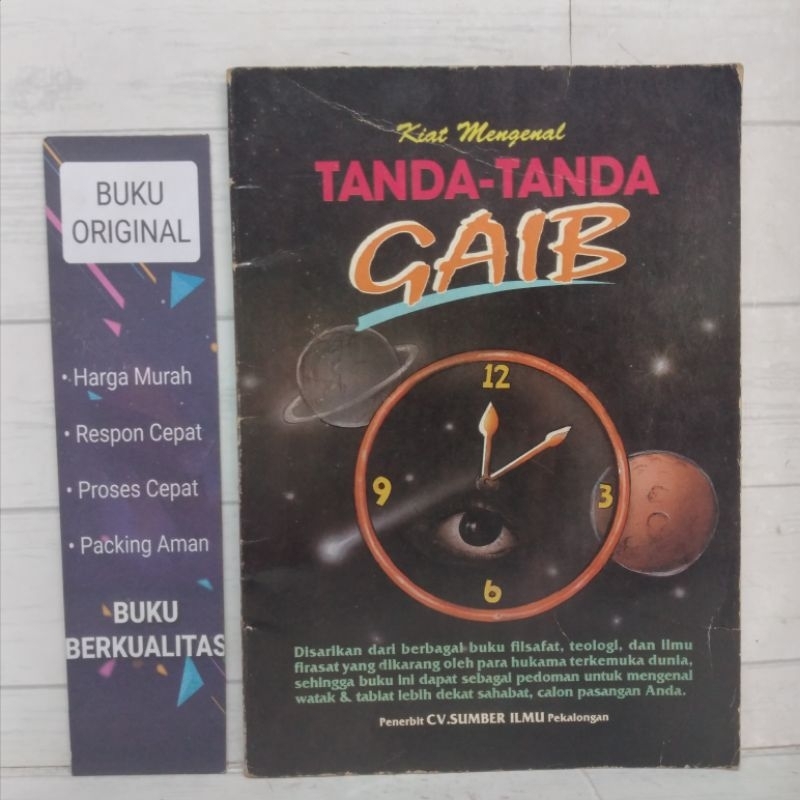 BUKU
ORIGINAL
• Harga Murah
• Respon Cepat
• Proses Cepat
• Packing Aman
BUKU
BERKUALITAS
Kiat Mengenal
TANDA-TANDA
GAIB
12
9
3
6
Disarikan dari berbagai buku filsafat, teologi, dan ilmu
firasat yang dikarang oleh para hukama terkemuka dunia,
sehingga buku ini dapat sebagai pedoman untuk mengenal
watak & tabiat lebih dekat sahabat, calon pasangan Anda.
Penerbit CV.SUMBER ILMU Pekalongan